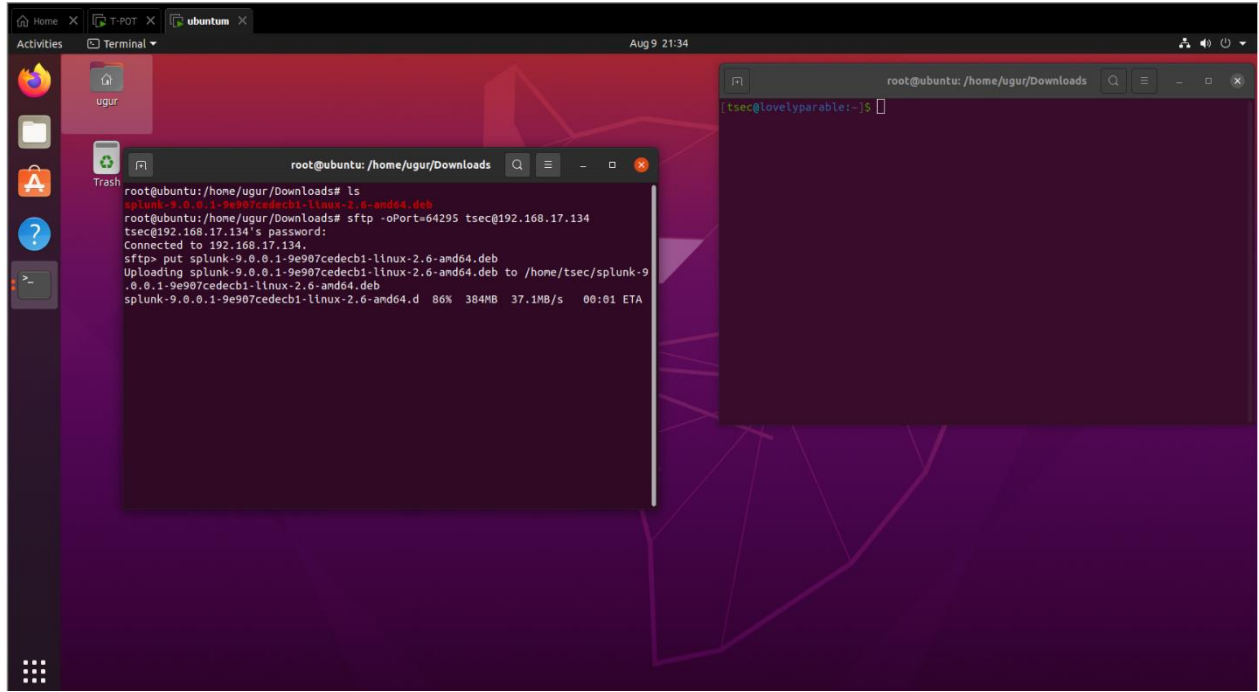 Home T-POT ubuntum
Activities Terminal Aug 9 21:34
ugur
Trash
root@ubuntu: /home/ugur/Downloads
root@ubuntu:/home/ugur/Downloads# ls
splunk-9.0.0.1-9e907cedecb1-linux-2.6-amd64.deb
root@ubuntu:/home/ugur/Downloads# sftp -oPort=64295 tsec@192.168.17.134
tsec@192.168.17.134's password:
Connected to 192.168.17.134.
sftp> put splunk-9.0.0.1-9e907cedecb1-linux-2.6-amd64.deb
Uploading splunk-9.0.0.1-9e907cedecb1-linux-2.6-amd64.deb to /home/tsec/splunk-9
.0.0.1-9e907cedecb1-linux-2.6-amd64.deb
splunk-9.0.0.1-9e907cedecb1-linux-2.6-amd64.d 86% 384MB 37.1MB/s 00:01 ETA
root@ubuntu: /home/ugur/Downloads
[tsec@lovelyparable:~]$